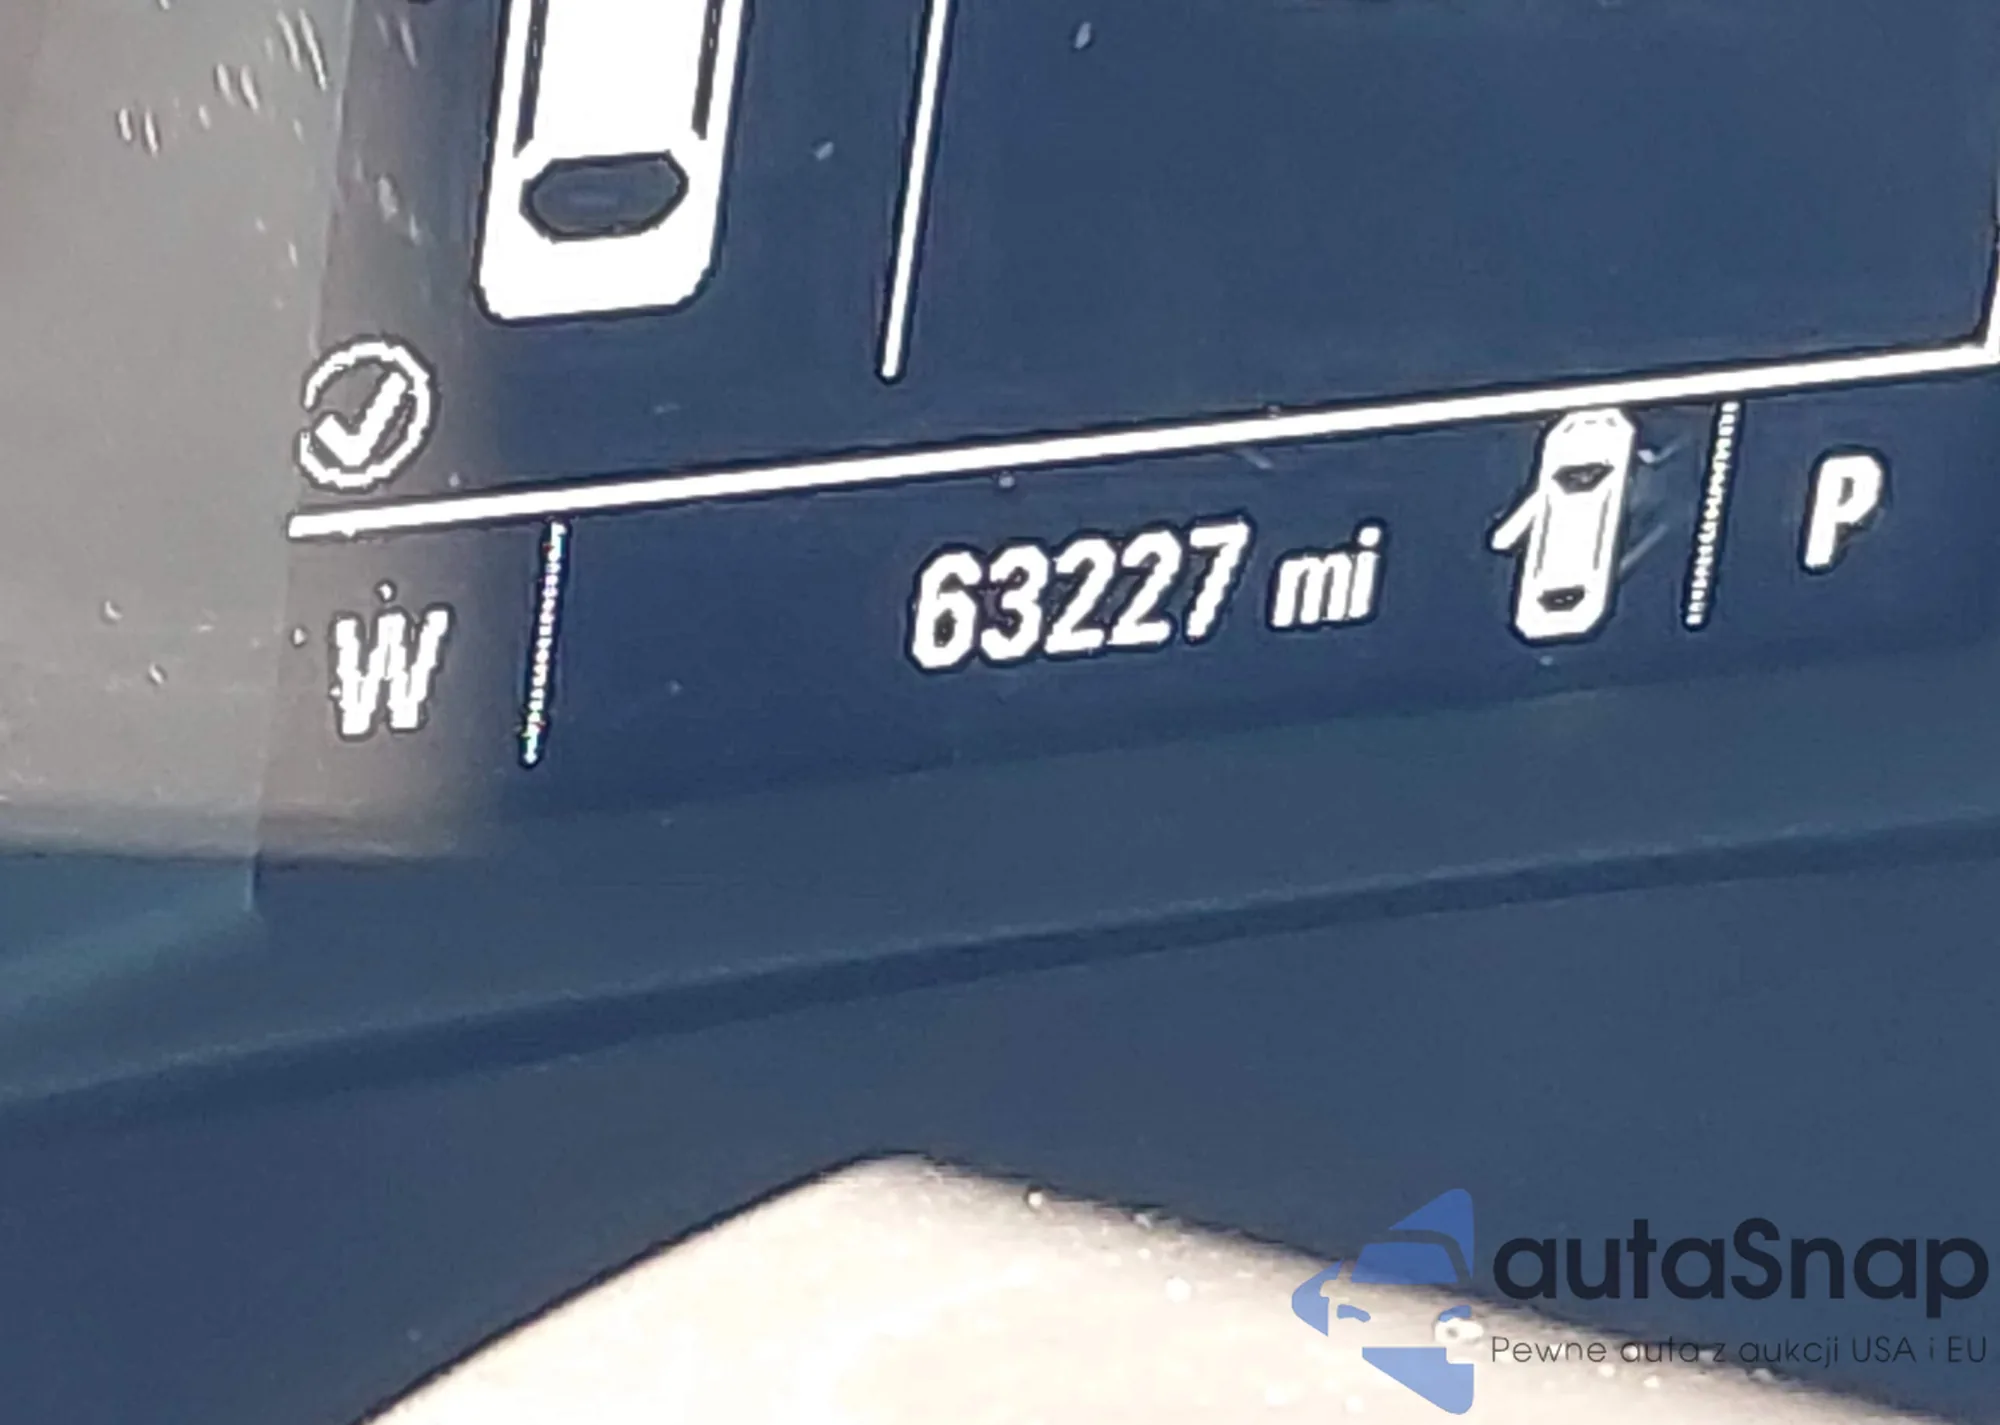 W
63227 mi
P
autaSnap
Pewne auta z aukcji USA i EU